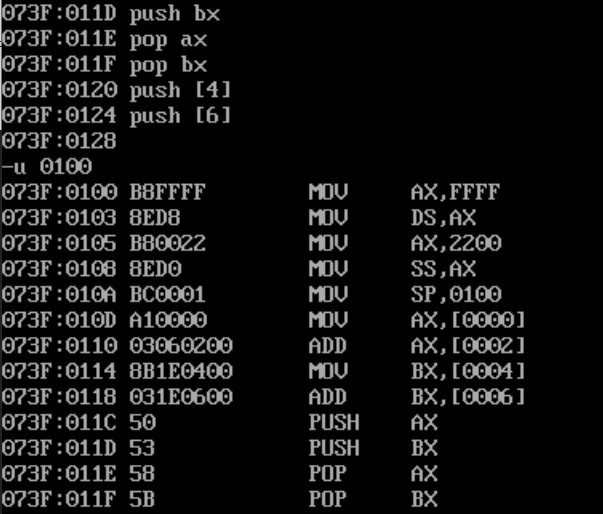 073F:011D push bx
073F:011E pop ax
073F:011F pop bx
073F:0120 push [4]
073F:0124 push [6]
073F:0128
-u 0100
073F:0100 B8FFFF MOV AX,FFFF
073F:0103 8ED8 MOV DS,AX
073F:0105 B80022 MOV AX,2200
073F:0108 8ED0 MOV SS,AX
073F:010A BC0001 MOV SP,0100
073F:010D A10000 MOV AX,[0000]
073F:0110 03060200 ADD AX,[0002]
073F:0114 8B1E0400 MOV BX,[0004]
073F:0118 031E0600 ADD BX,[0006]
073F:011C 50 PUSH AX
073F:011D 53 PUSH BX
073F:011E 58 POP AX
073F:011F 5B POP BX